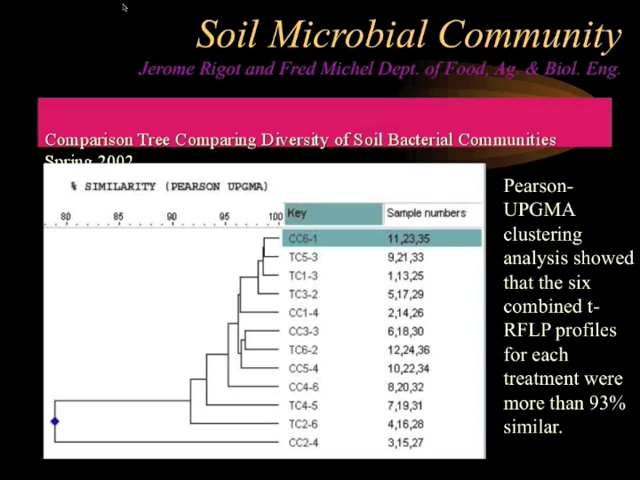 Soil Microbial Community
Jerome Rigot and Fred Michel Dept. of Food, Ag. & Biol. Eng.
Comparison Tree Comparing Diversity of Soil Bacterial Communities
Spring 2002
% SIMILARITY (PEARSON UPGMA)
80 85 90 95 100
Key Sample numbers
CC6-1 11,23,35
TC5-3 9,21,33
TC1-3 1,13,25
TC3-2 5,17,29
CC1-4 2,14,26
CC3-3 6,18,30
TC6-2 12,24,36
CC5-4 10,22,34
CC4-6 8,20,32
TC4-5 7,19,31
TC2-6 4,16,28
CC2-4 3,15,27
Pearson-
UPGMA
clustering
analysis showed
that the six
combined t-
RFLP profiles
for each
treatment were
more than 93%
similar.